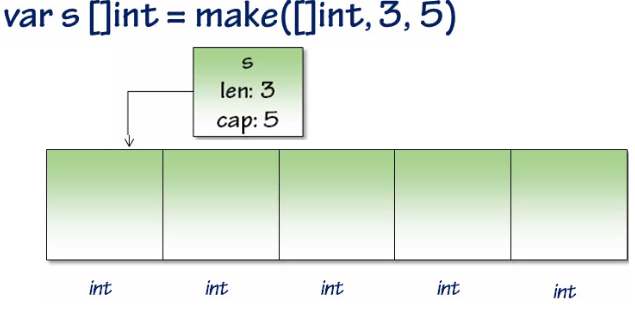 var s []int = make([]int, 3, 5)
s
len: 3
cap: 5
int int int int int